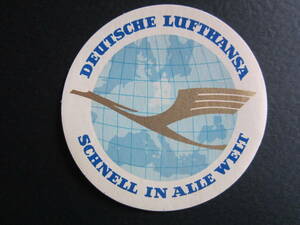 DEUTSCHE LUFTHANSA
SCHNELL IN ALLE WELT